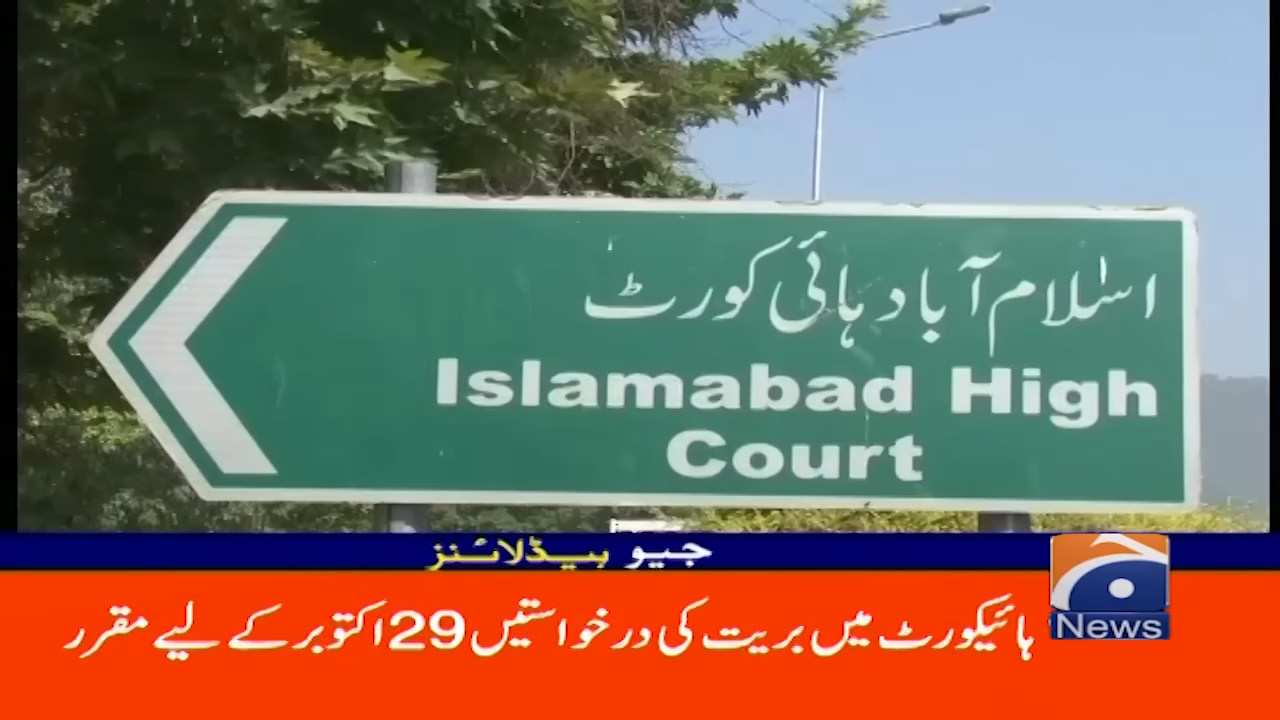 اسلام آباد ہائی کورٹ
Islamabad High
Court
جیو ہیڈلائنز
ہائیکورٹ میں بریت کی درخواستیں 29 اکتوبر کے لیے مقرر
News